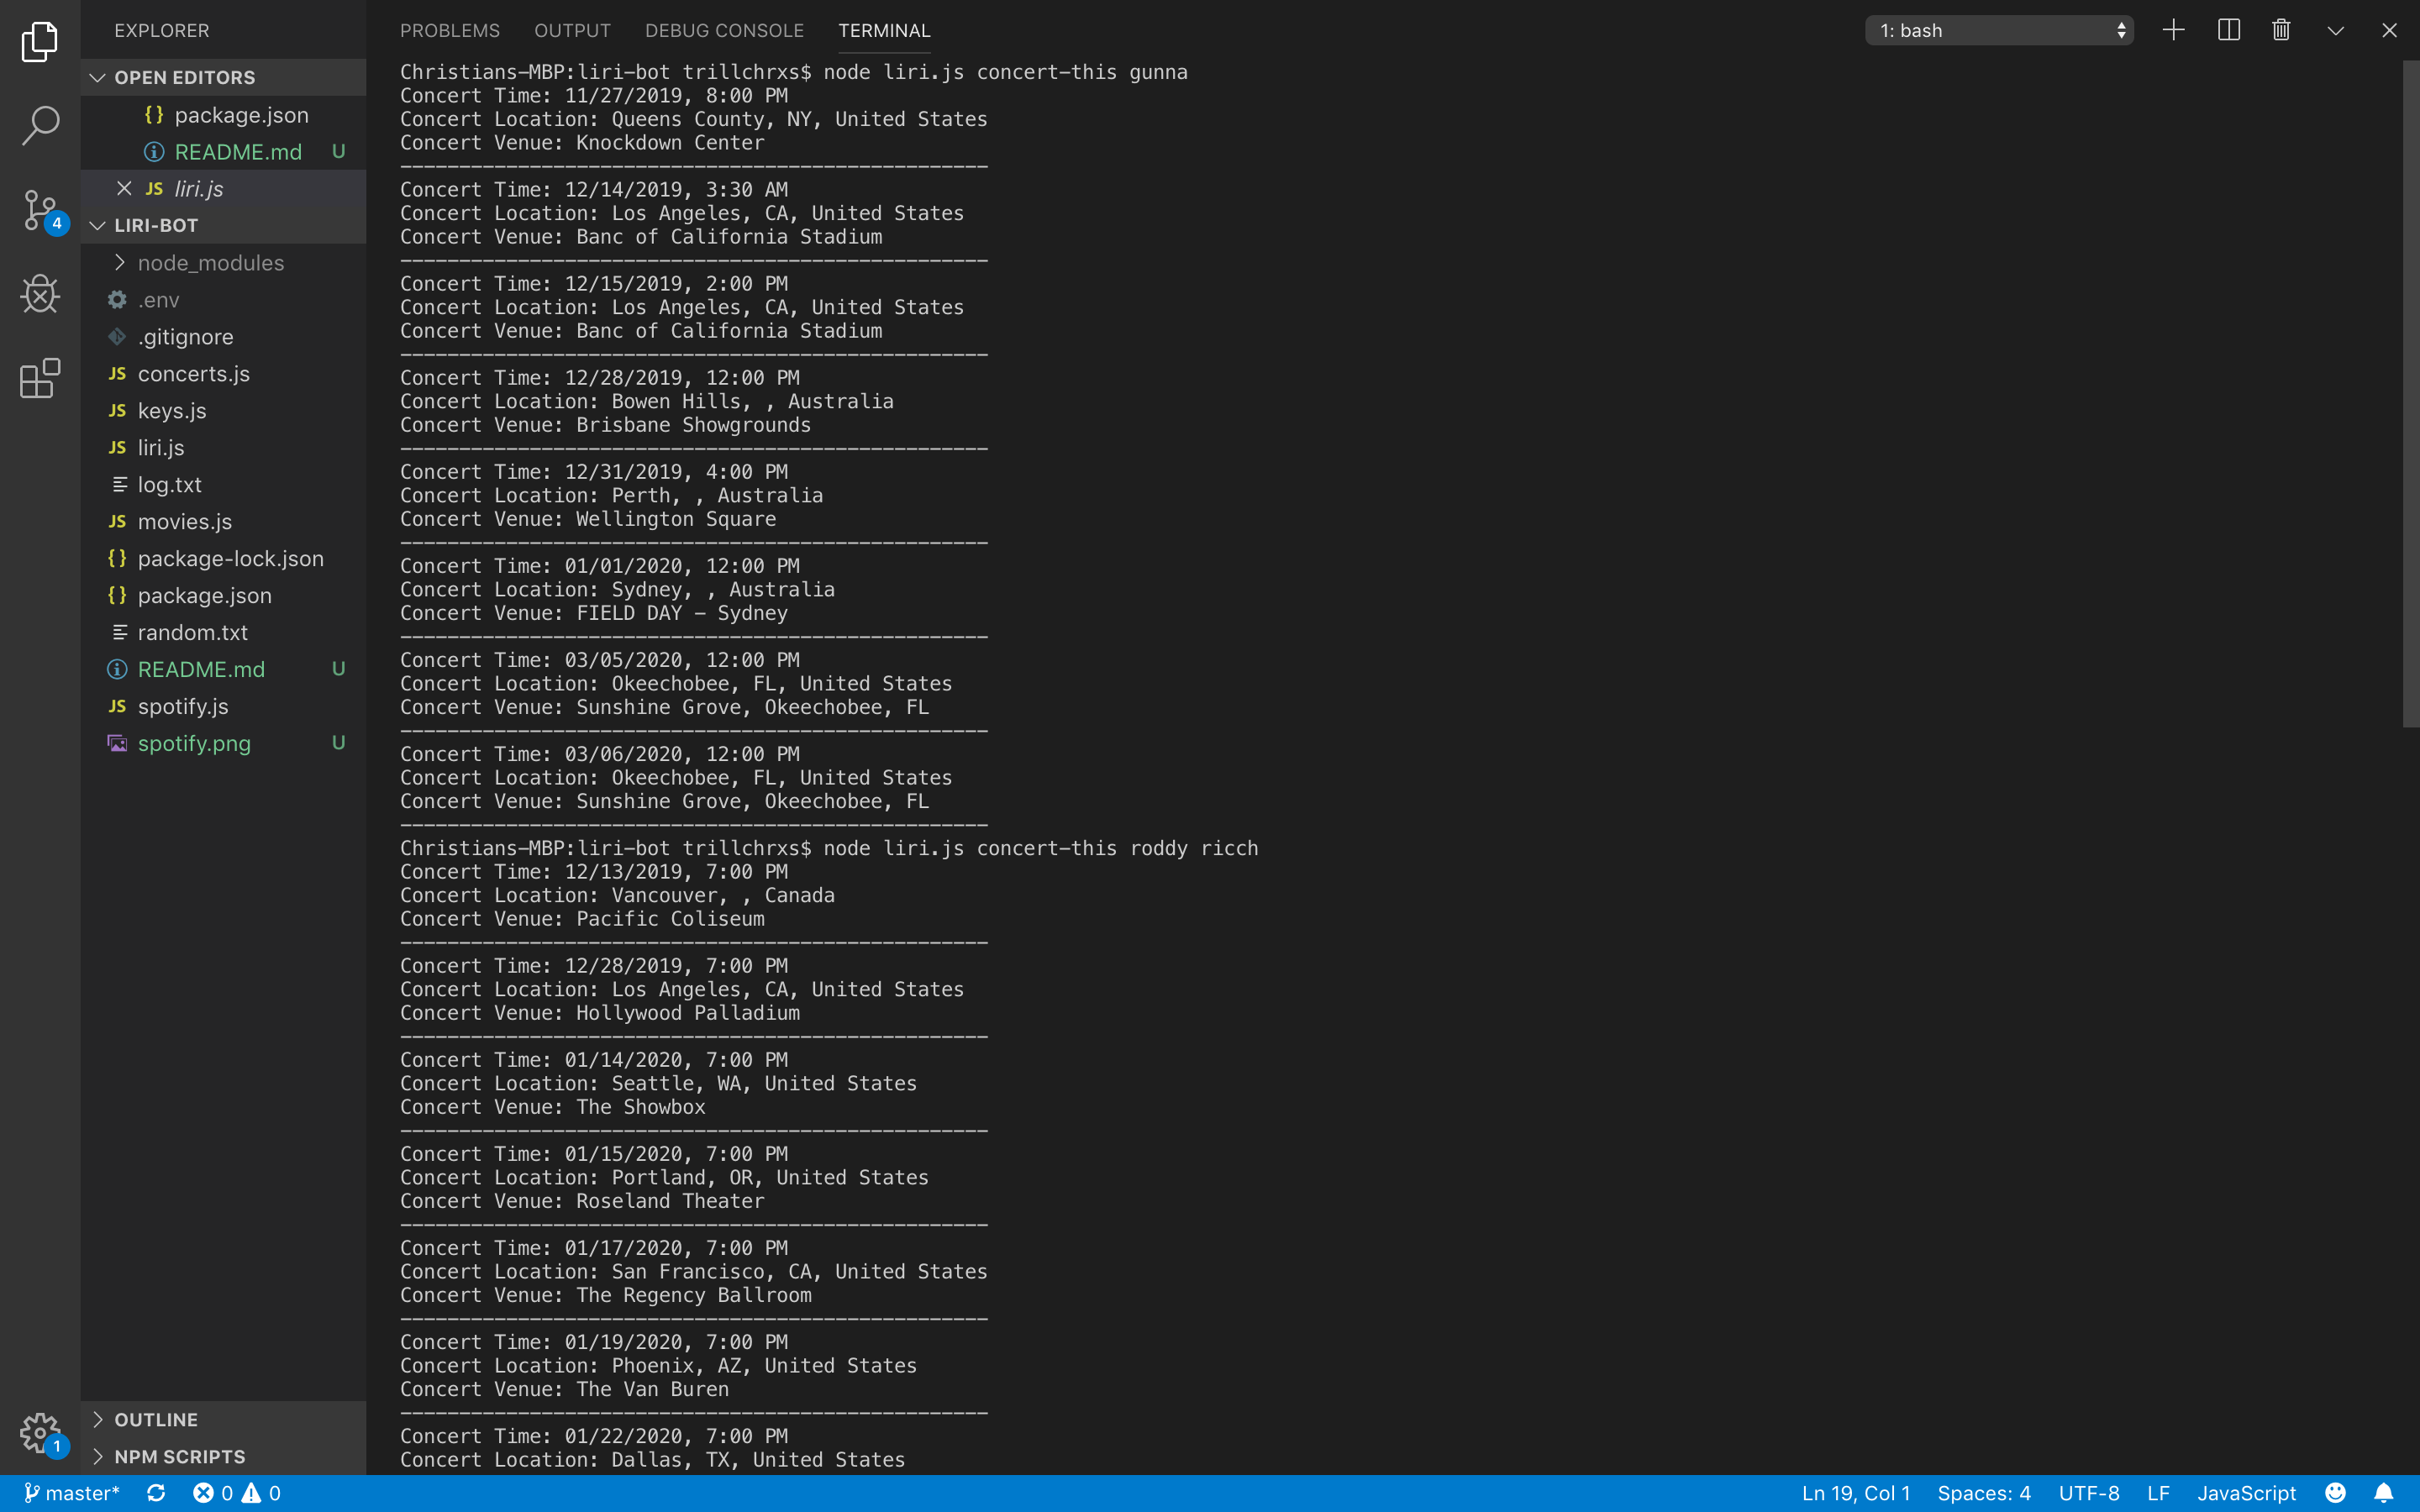 EXPLORER
OPEN EDITORS
{} package.json
README.md U
JS liri.js
LIRI-BOT
node_modules
.env
.gitignore
JS concerts.js
JS keys.js
JS liri.js
log.txt
JS movies.js
{} package-lock.json
{} package.json
random.txt
README.md U
JS spotify.js
spotify.png U
OUTLINE
NPM SCRIPTS
4
1
PROBLEMS OUTPUT DEBUG CONSOLE TERMINAL 1: bash
Christians-MBP:liri-bot trillchrxs$ node liri.js concert-this gunna
Concert Time: 11/27/2019, 8:00 PM
Concert Location: Queens County, NY, United States
Concert Venue: Knockdown Center
--------------------------------------------------
Concert Time: 12/14/2019, 3:30 AM
Concert Location: Los Angeles, CA, United States
Concert Venue: Banc of California Stadium
--------------------------------------------------
Concert Time: 12/15/2019, 2:00 PM
Concert Location: Los Angeles, CA, United States
Concert Venue: Banc of California Stadium
--------------------------------------------------
Concert Time: 12/28/2019, 12:00 PM
Concert Location: Bowen Hills, , Australia
Concert Venue: Brisbane Showgrounds
--------------------------------------------------
Concert Time: 12/31/2019, 4:00 PM
Concert Location: Perth, , Australia
Concert Venue: Wellington Square
--------------------------------------------------
Concert Time: 01/01/2020, 12:00 PM
Concert Location: Sydney, , Australia
Concert Venue: FIELD DAY - Sydney
--------------------------------------------------
Concert Time: 03/05/2020, 12:00 PM
Concert Location: Okeechobee, FL, United States
Concert Venue: Sunshine Grove, Okeechobee, FL
--------------------------------------------------
Concert Time: 03/06/2020, 12:00 PM
Concert Location: Okeechobee, FL, United States
Concert Venue: Sunshine Grove, Okeechobee, FL
--------------------------------------------------
Christians-MBP:liri-bot trillchrxs$ node liri.js concert-this roddy ricch
Concert Time: 12/13/2019, 7:00 PM
Concert Location: Vancouver, , Canada
Concert Venue: Pacific Coliseum
--------------------------------------------------
Concert Time: 12/28/2019, 7:00 PM
Concert Location: Los Angeles, CA, United States
Concert Venue: Hollywood Palladium
--------------------------------------------------
Concert Time: 01/14/2020, 7:00 PM
Concert Location: Seattle, WA, United States
Concert Venue: The Showbox
--------------------------------------------------
Concert Time: 01/15/2020, 7:00 PM
Concert Location: Portland, OR, United States
Concert Venue: Roseland Theater
--------------------------------------------------
Concert Time: 01/17/2020, 7:00 PM
Concert Location: San Francisco, CA, United States
Concert Venue: The Regency Ballroom
--------------------------------------------------
Concert Time: 01/19/2020, 7:00 PM
Concert Location: Phoenix, AZ, United States
Concert Venue: The Van Buren
--------------------------------------------------
Concert Time: 01/22/2020, 7:00 PM
Concert Location: Dallas, TX, United States
master* 0 0 Ln 19, Col 1 Spaces: 4 UTF-8 LF JavaScript